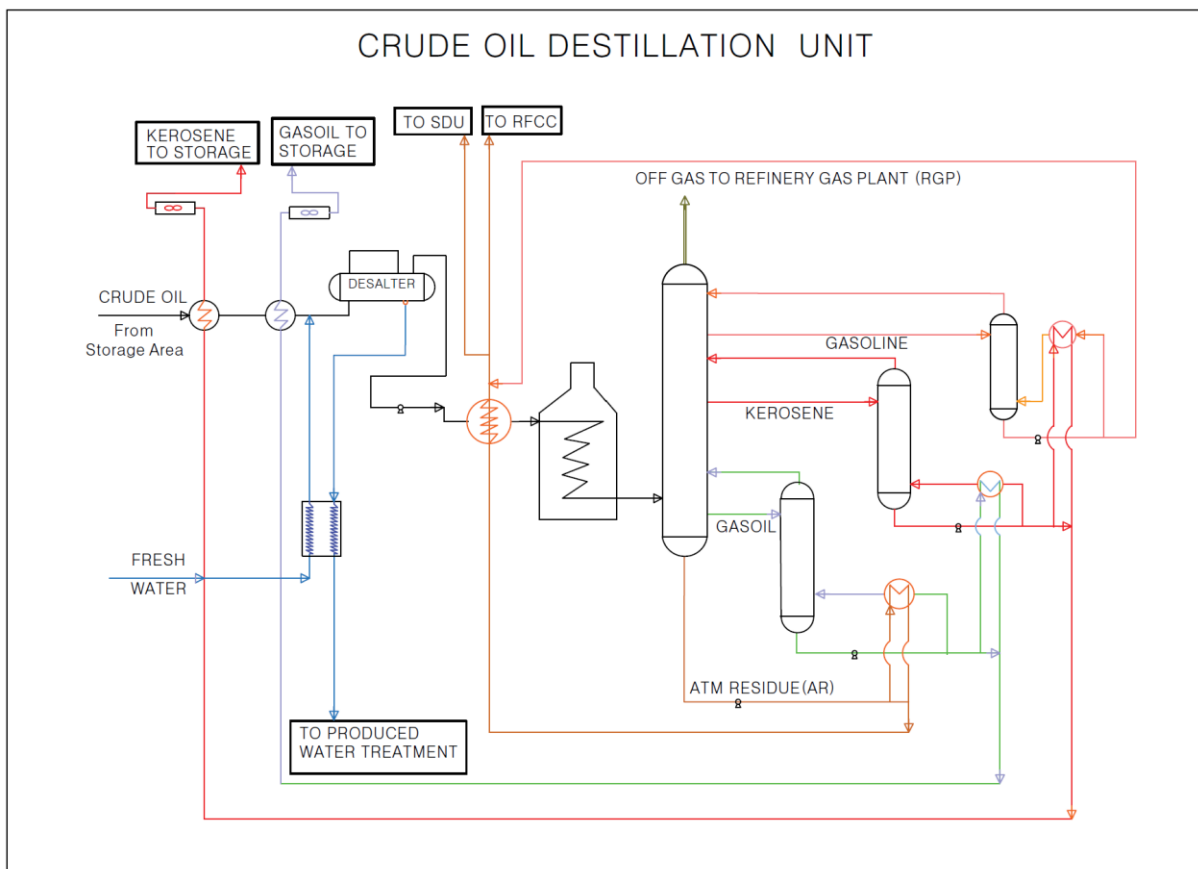 CRUDE OIL DESTILLATION UNIT
KEROSENE
TO STORAGE
GASOIL TO
STORAGE
TO SDU
TO RFCC
OFF GAS TO REFINERY GAS PLANT (RGP)
DESALTER
CRUDE OIL
From
Storage Area
GASOLINE
KEROSENE
GASOIL
FRESH
WATER
ATM RESIDUE(AR)
TO PRODUCED
WATER TREATMENT